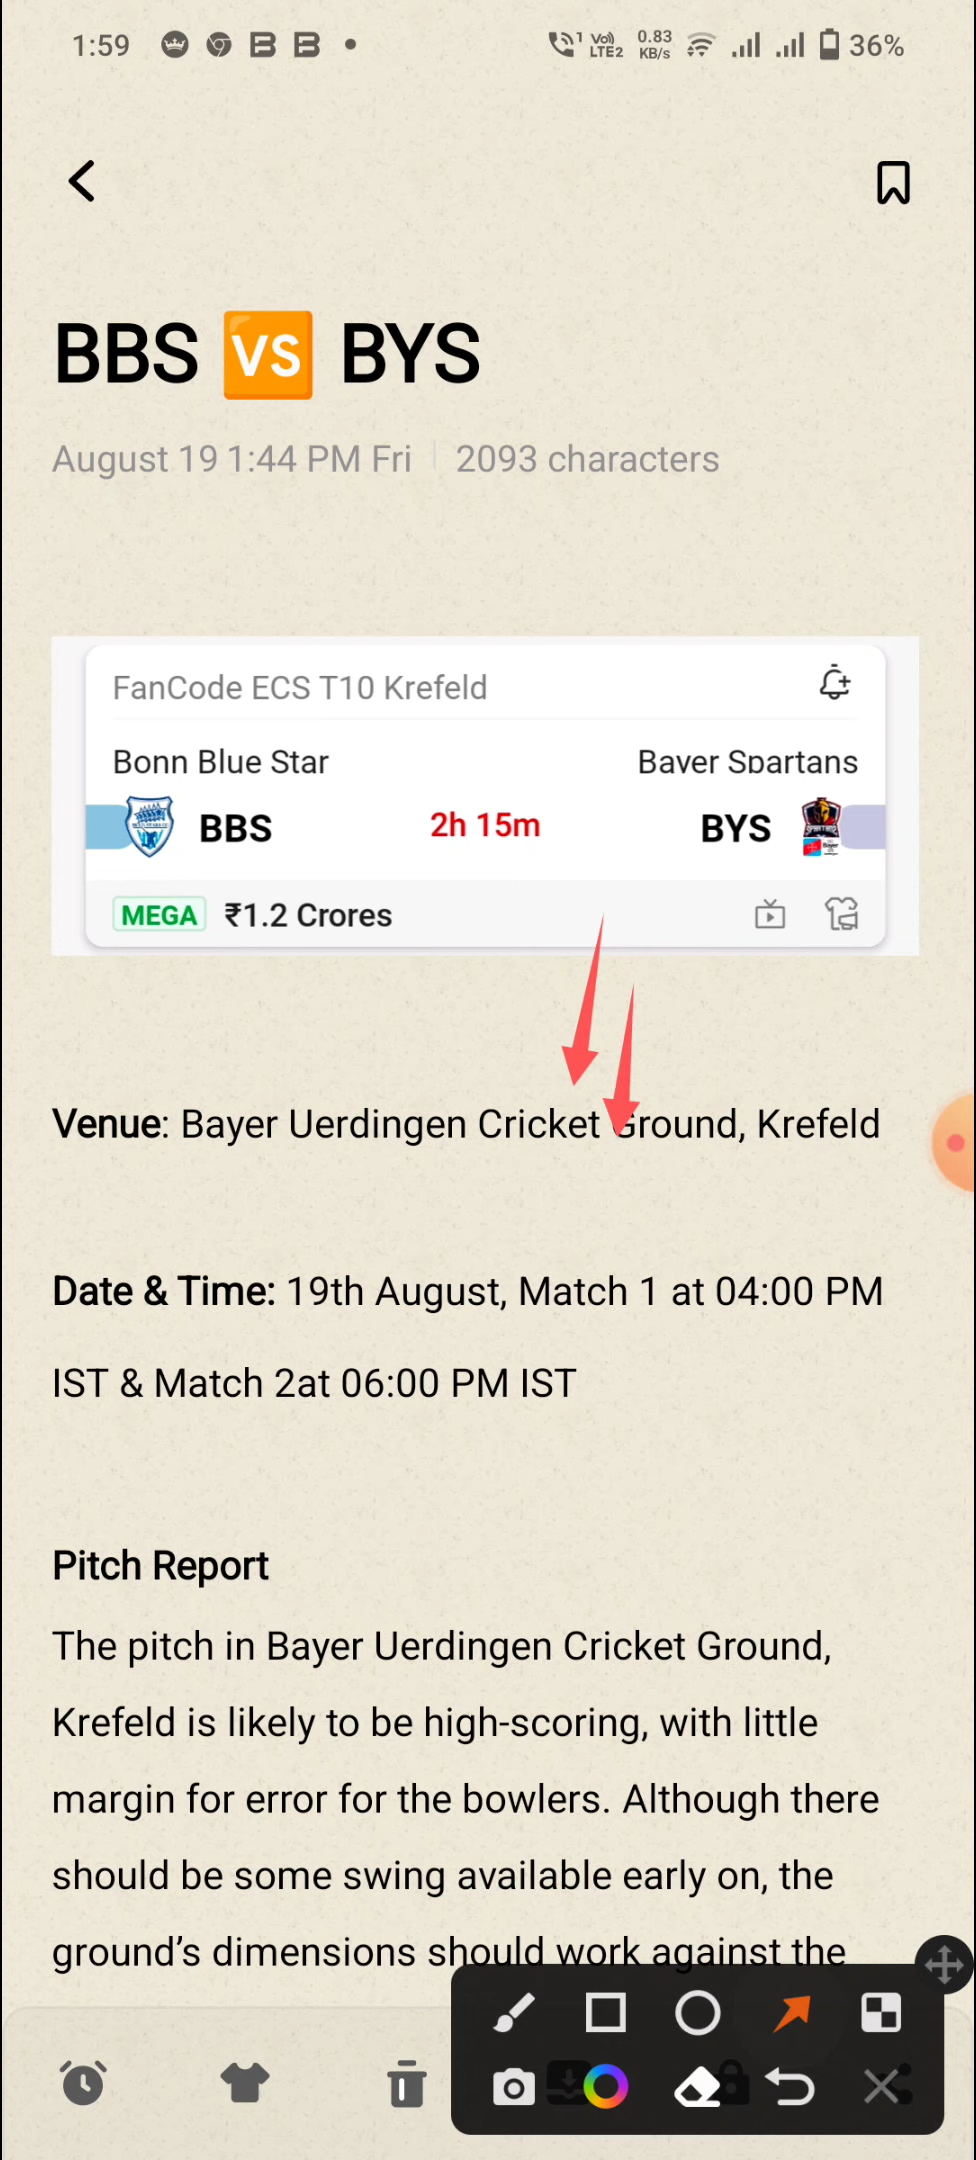 1:59
1 Vo) LTE2 0.83 KB/s 36%
BBS VS BYS
August 19 1:44 PM Fri | 2093 characters
FanCode ECS T10 Krefeld
Bonn Blue Star Bayer Spartans
BBS 2h 15m BYS
MEGA ₹1.2 Crores
Venue: Bayer Uerdingen Cricket Ground, Krefeld
Date & Time: 19th August, Match 1 at 04:00 PM
IST & Match 2at 06:00 PM IST
Pitch Report
The pitch in Bayer Uerdingen Cricket Ground,
Krefeld is likely to be high-scoring, with little
margin for error for the bowlers. Although there
should be some swing available early on, the
ground’s dimensions should work against the